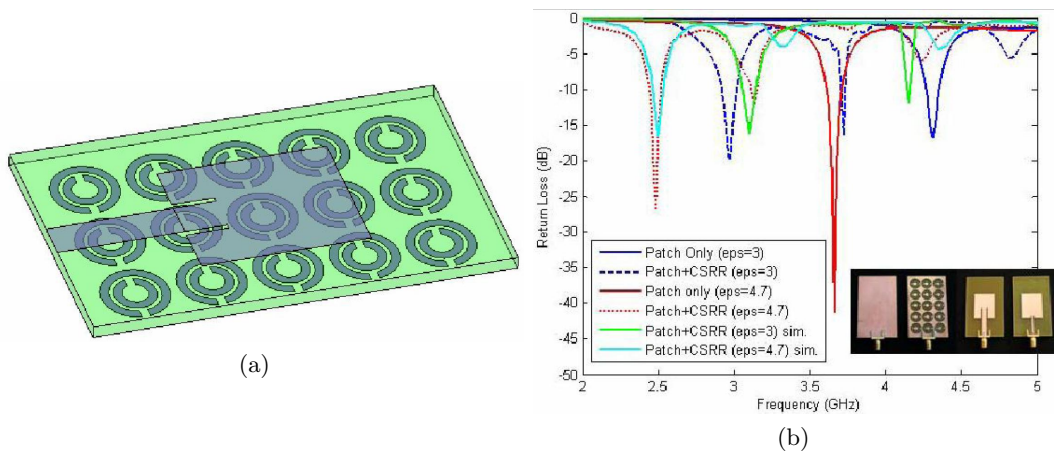 (a)
0
-5
-10
-15
-20
-25
-30
-35
-40
-45
-50
Return Loss (dB)
Patch Only (eps=3)
Patch+CSRR (eps=3)
Patch only (eps=4.7)
Patch+CSRR (eps=4.7)
Patch+CSRR (eps=3) sim.
Patch+CSRR (eps=4.7) sim.
2
2.5
3
3.5
4
4.5
5
Frequency (GHz)
(b)